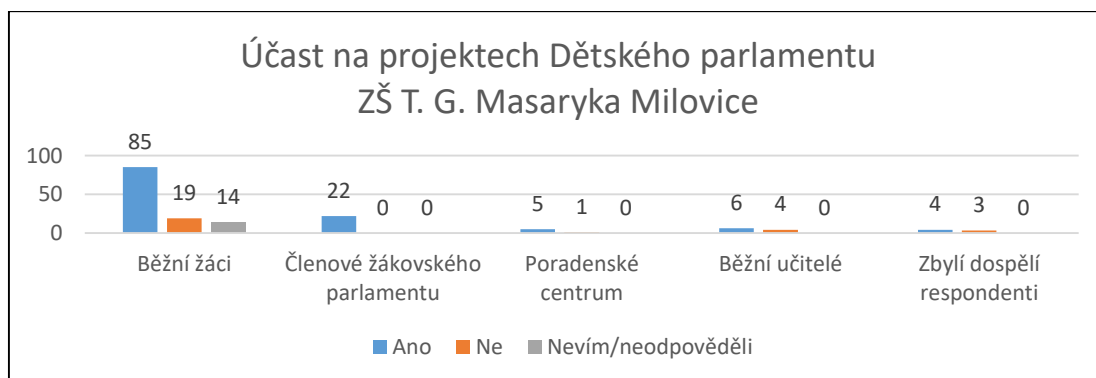 Účast na projektech Dětského parlamentu
ZŠ T. G. Masaryka Milovice
85
19
14
22
0
0
5
1
0
6
4
0
4
3
0
100
50
0
Běžní žáci
Členové žákovského
parlamentu
Poradenské
centrum
Běžní učitelé
Zbylí dospělí
respondenti
Ano
Ne
Nevím/neodpověděli